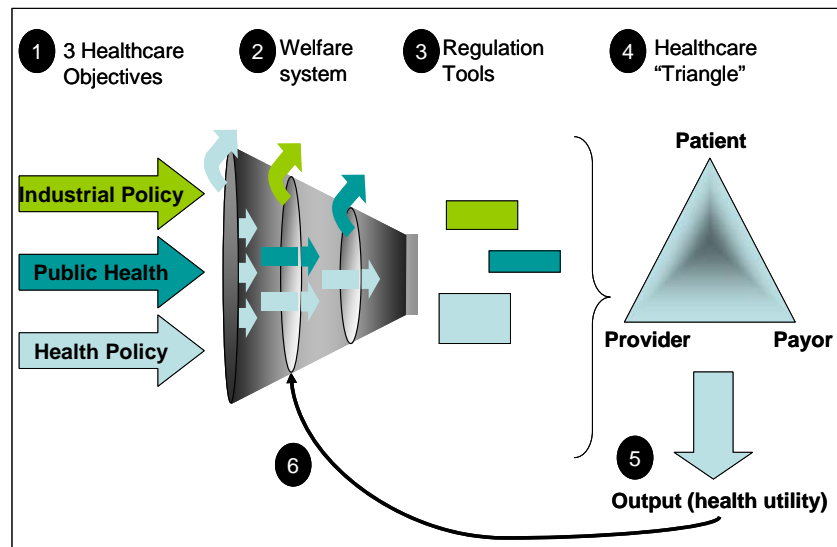 1 3 Healthcare
Objectives
2 Welfare
system
3 Regulation
Tools
4 Healthcare
“Triangle”
Industrial Policy
Public Health
Health Policy
Patient
Provider
Payor
5
Output (health utility)
6